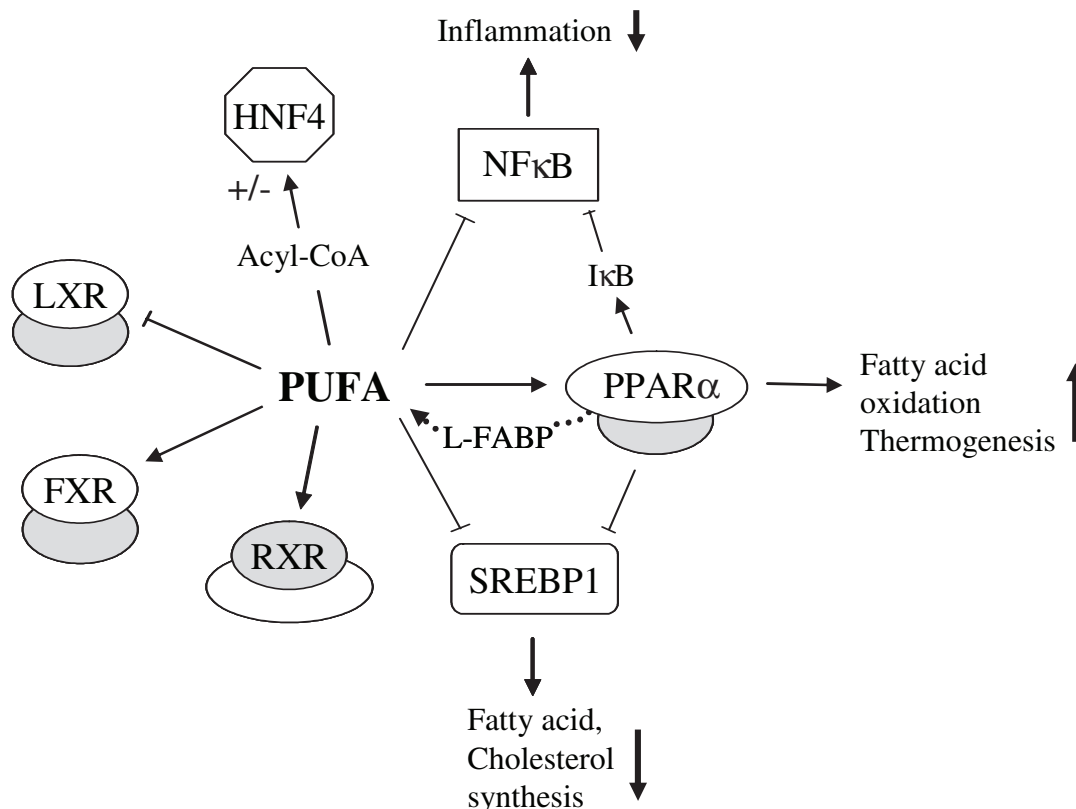 Inflammation
HNF4
NFκB
+/-
Acyl-CoA
IκB
LXR
PUFA
PPARα
Fatty acid
oxidation
Thermogenesis
L-FABP
FXR
RXR
SREBP1
Fatty acid,
Cholesterol
synthesis